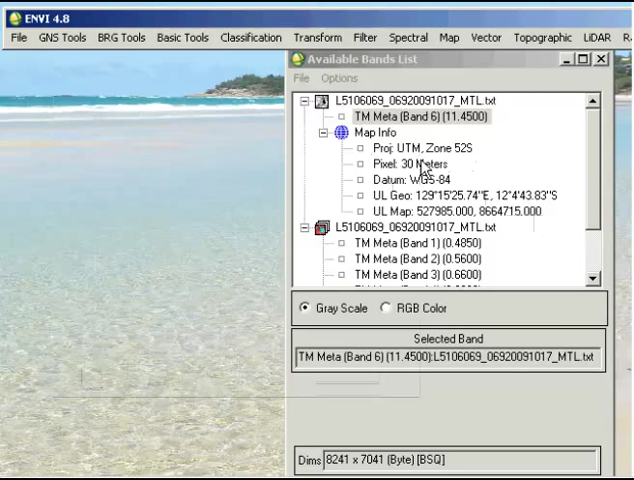 ENVI 4.8
File GNS Tools BRG Tools Basic Tools Classification Transform Filter Spectral Map Vector Topographic LiDAR R
Available Bands List
File Options
L5106069_06920091017_MTL.txt
TM Meta (Band 6) (11.4500)
Map Info
Proj: UTM, Zone 52S
Pixel: 30 Meters
Datum: WGS-84
UL Geo: 129°15'25.74"E, 12°4'43.83"S
UL Map: 527985.000, 8664715.000
L5106069_06920091017_MTL.txt
TM Meta (Band 1) (0.4850)
TM Meta (Band 2) (0.5600)
TM Meta (Band 3) (0.6600)
Gray Scale RGB Color
Selected Band
TM Meta (Band 6) (11.4500):L5106069_06920091017_MTL.txt
Dims 8241 x 7041 (Byte) [BSQ]